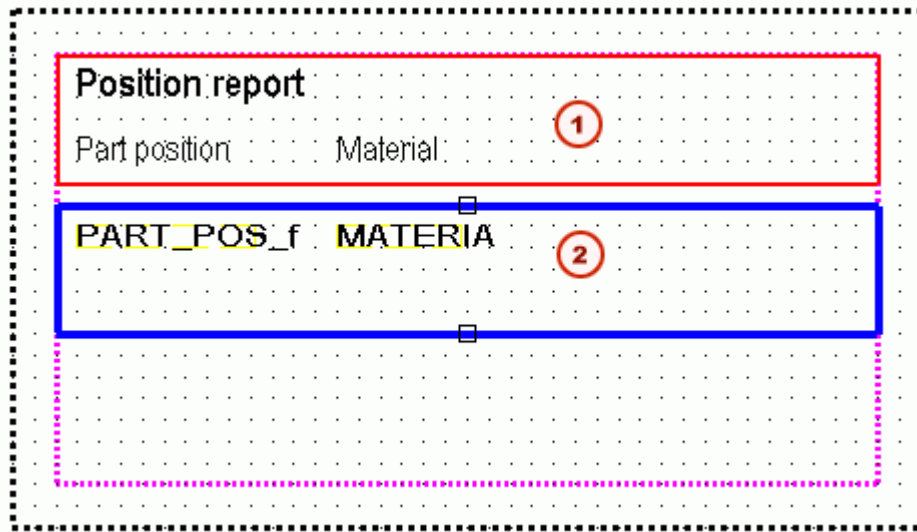 Position report
Part position Material
1
PART_POS_f MATERIA
2